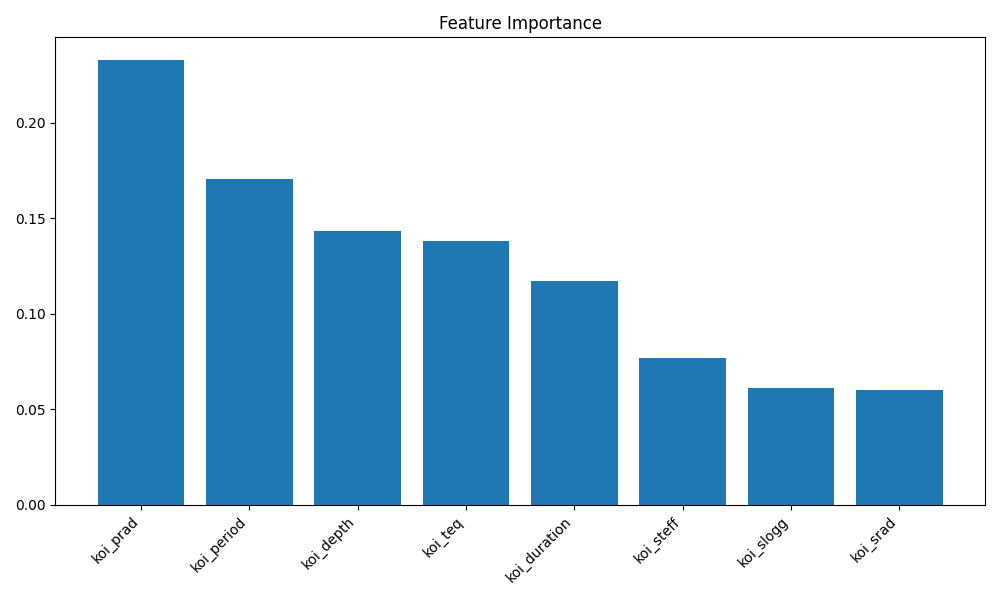 Feature Importance
0.20
0.15
0.10
0.05
0.00
koi_prad
koi_period
koi_depth
koi_teq
koi_duration
koi_steff
koi_slogg
koi_srad